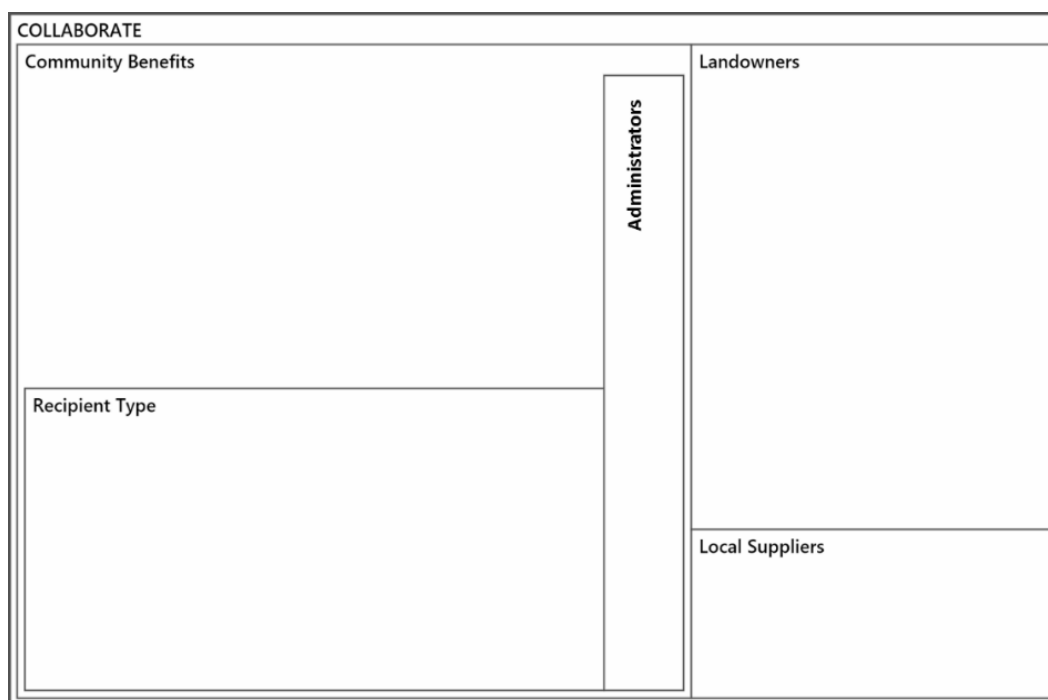 COLLABORATE
Community Benefits
Administrators
Recipient Type
Landowners
Local Suppliers